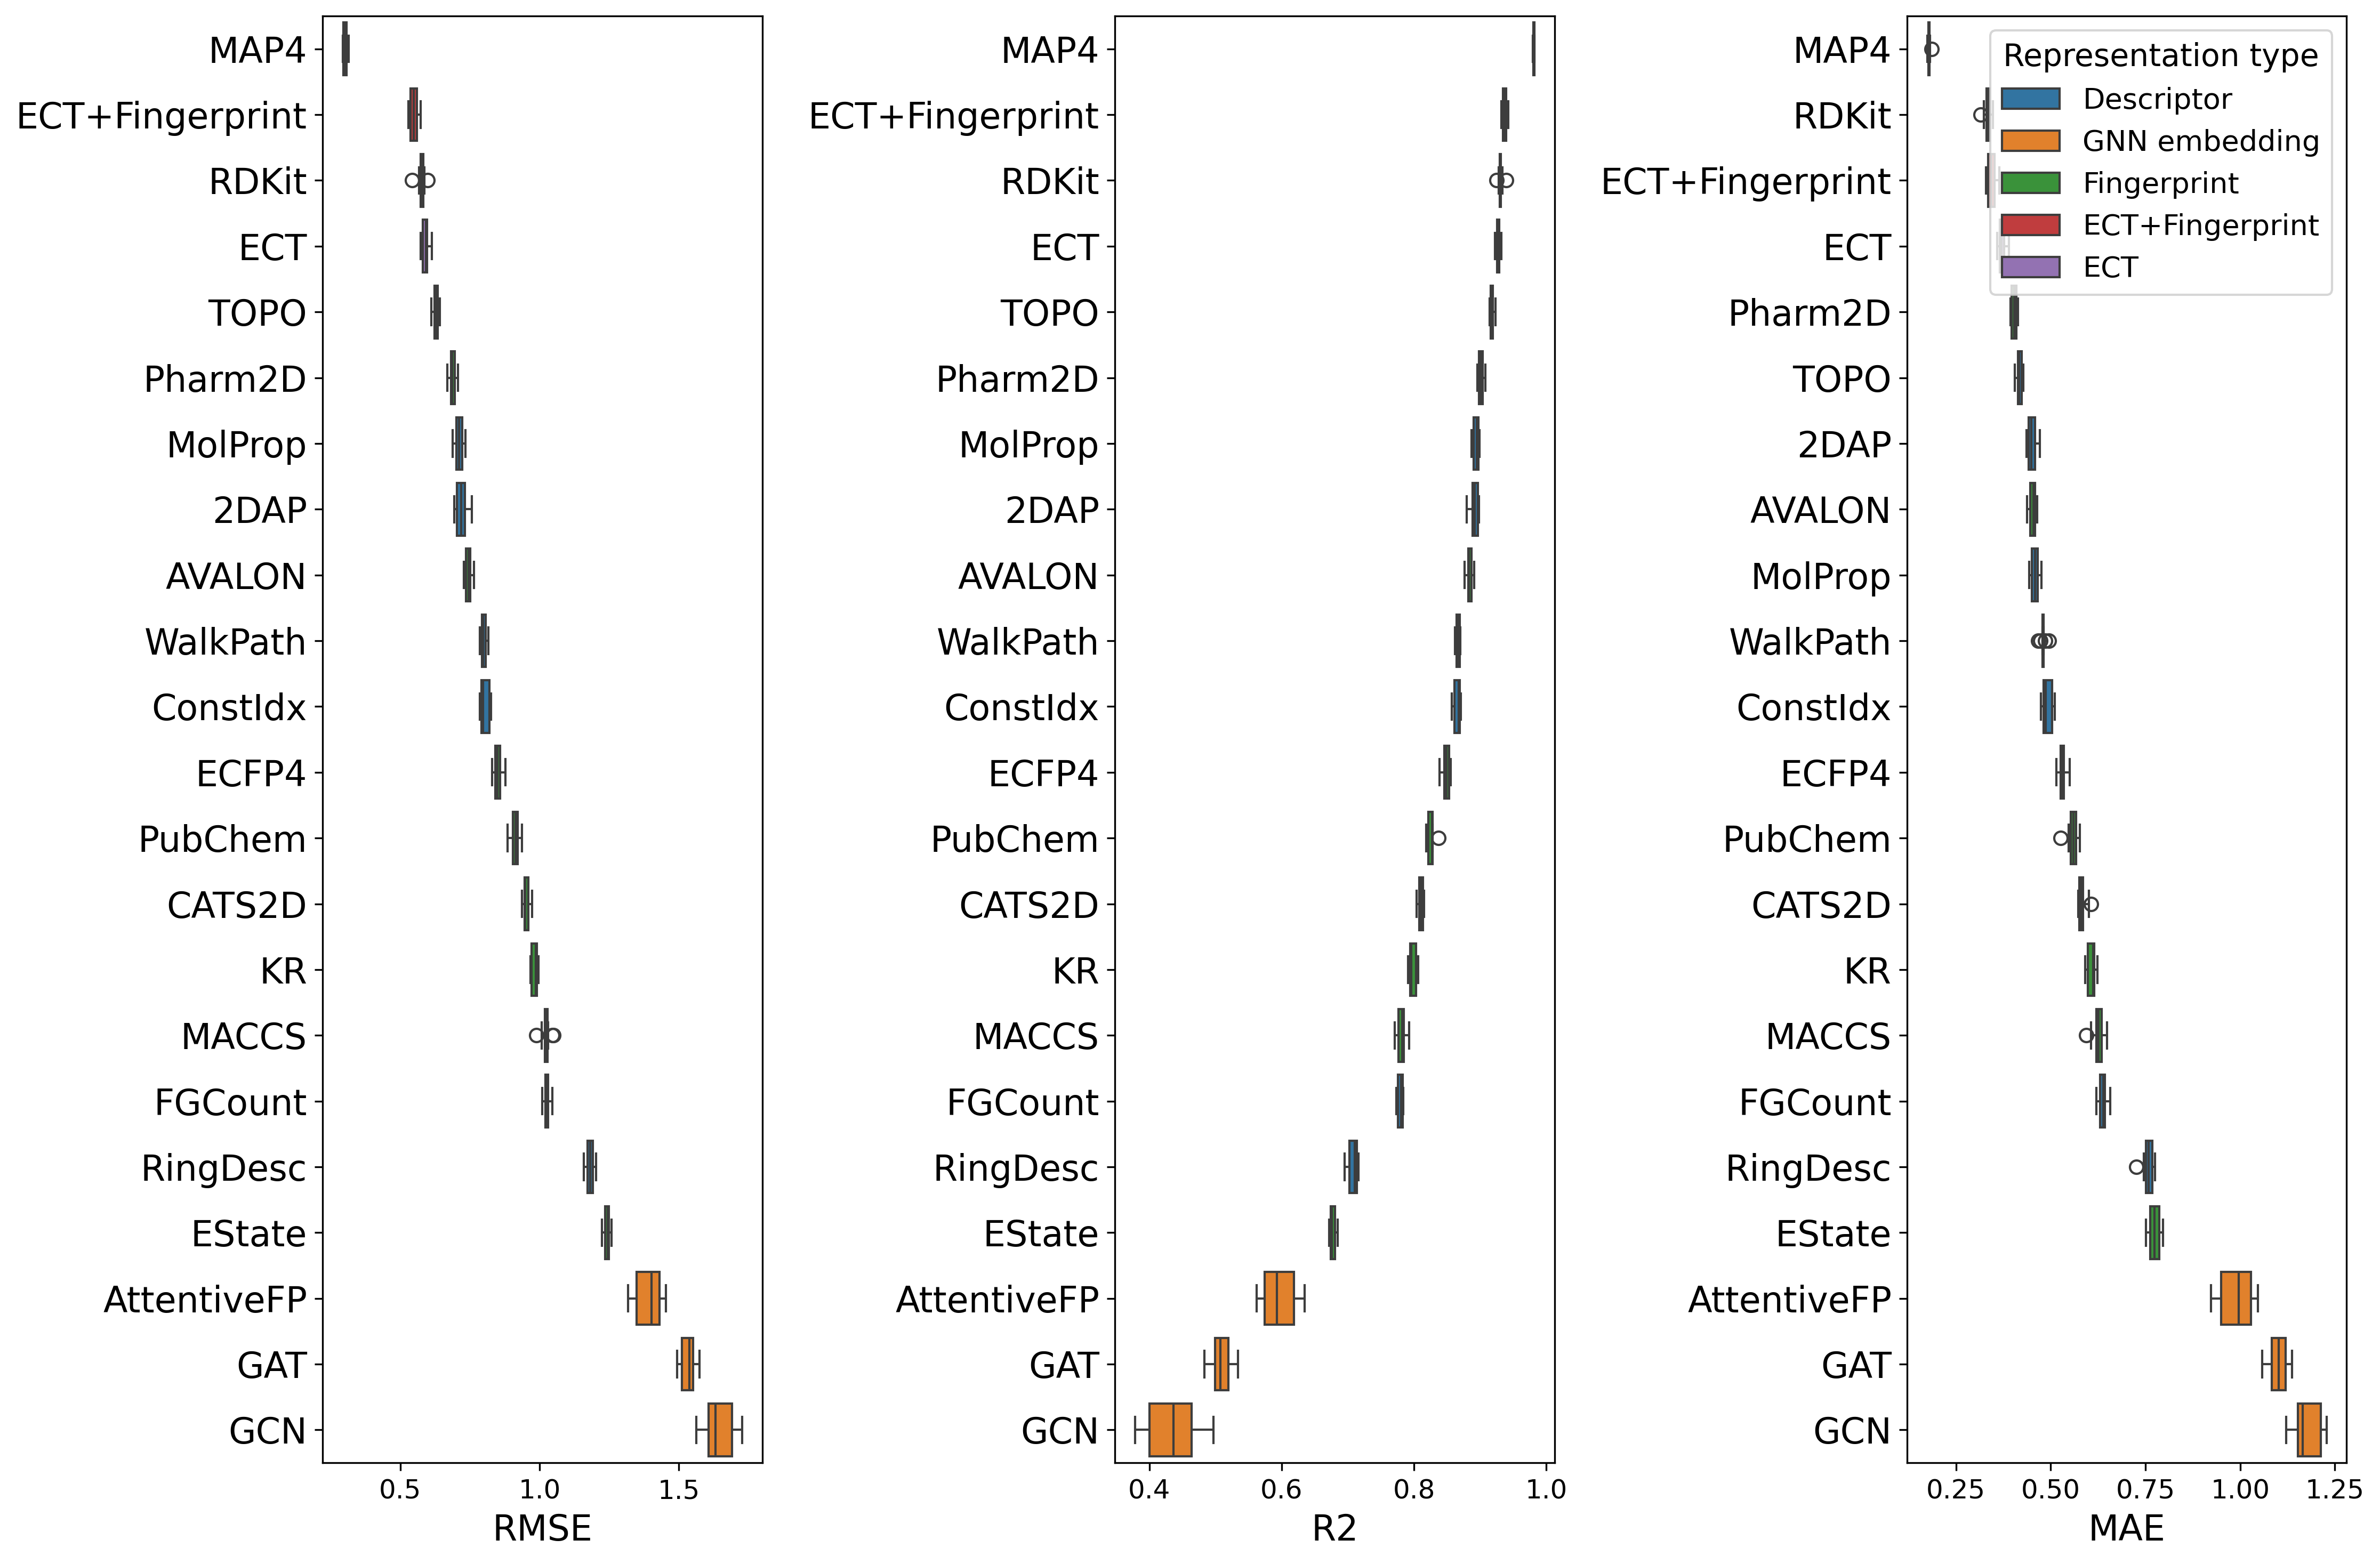 MAP4
ECT+Fingerprint
RDKit
ECT
TOPO
Pharm2D
MolProp
2DAP
AVALON
WalkPath
ConstIdx
ECFP4
PubChem
CATS2D
KR
MACCS
FGCount
RingDesc
EState
AttentiveFP
GAT
GCN
0.5 1.0 1.5
RMSE
MAP4
ECT+Fingerprint
RDKit
ECT
TOPO
Pharm2D
MolProp
2DAP
AVALON
WalkPath
ConstIdx
ECFP4
PubChem
CATS2D
KR
MACCS
FGCount
RingDesc
EState
AttentiveFP
GAT
GCN
0.4 0.6 0.8 1.0
R2
MAP4
RDKit
ECT+Fingerprint
ECT
Pharm2D
TOPO
2DAP
AVALON
MolProp
WalkPath
ConstIdx
ECFP4
PubChem
CATS2D
KR
MACCS
FGCount
RingDesc
EState
AttentiveFP
GAT
GCN
0.25 0.50 0.75 1.00 1.25
MAE
Representation type
Descriptor
GNN embedding
Fingerprint
ECT+Fingerprint
ECT